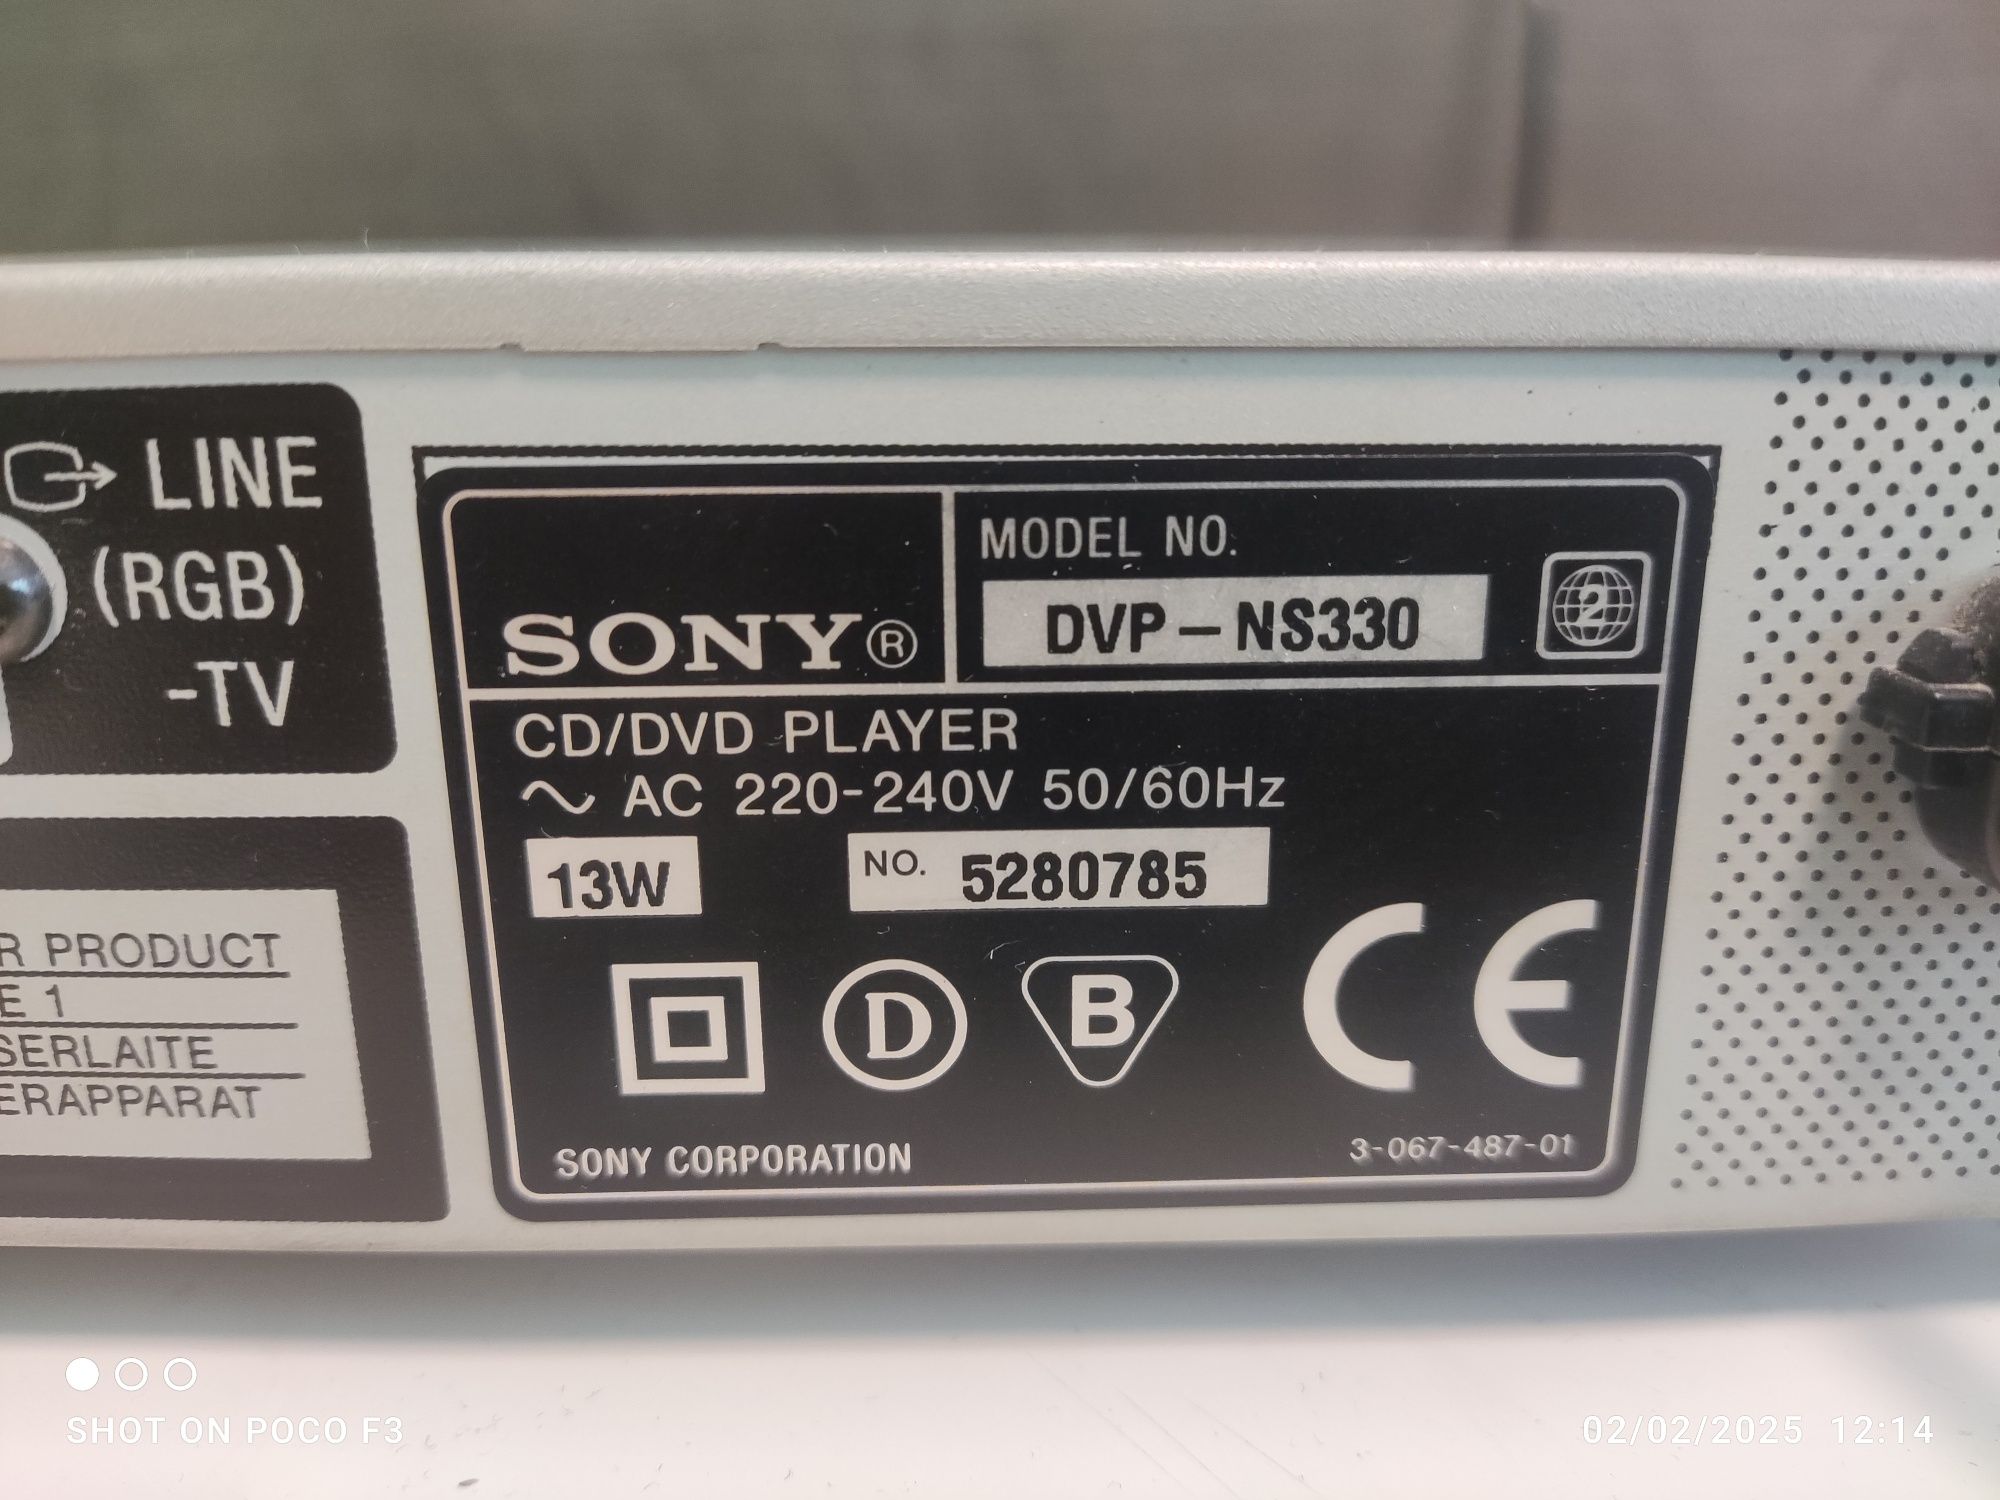 LINE
(RGB)
-TV
R PRODUCT
E 1
SERLAITE
ERAPPARAT
SONY®
MODEL NO.
DVP-NS330
2
CD/DVD PLAYER
~ AC 220-240V 50/60Hz
13W
NO. 5280785
D
B
CE
SONY CORPORATION
3-067-487-01
SHOT ON POCO F3
02/02/2025 12:14